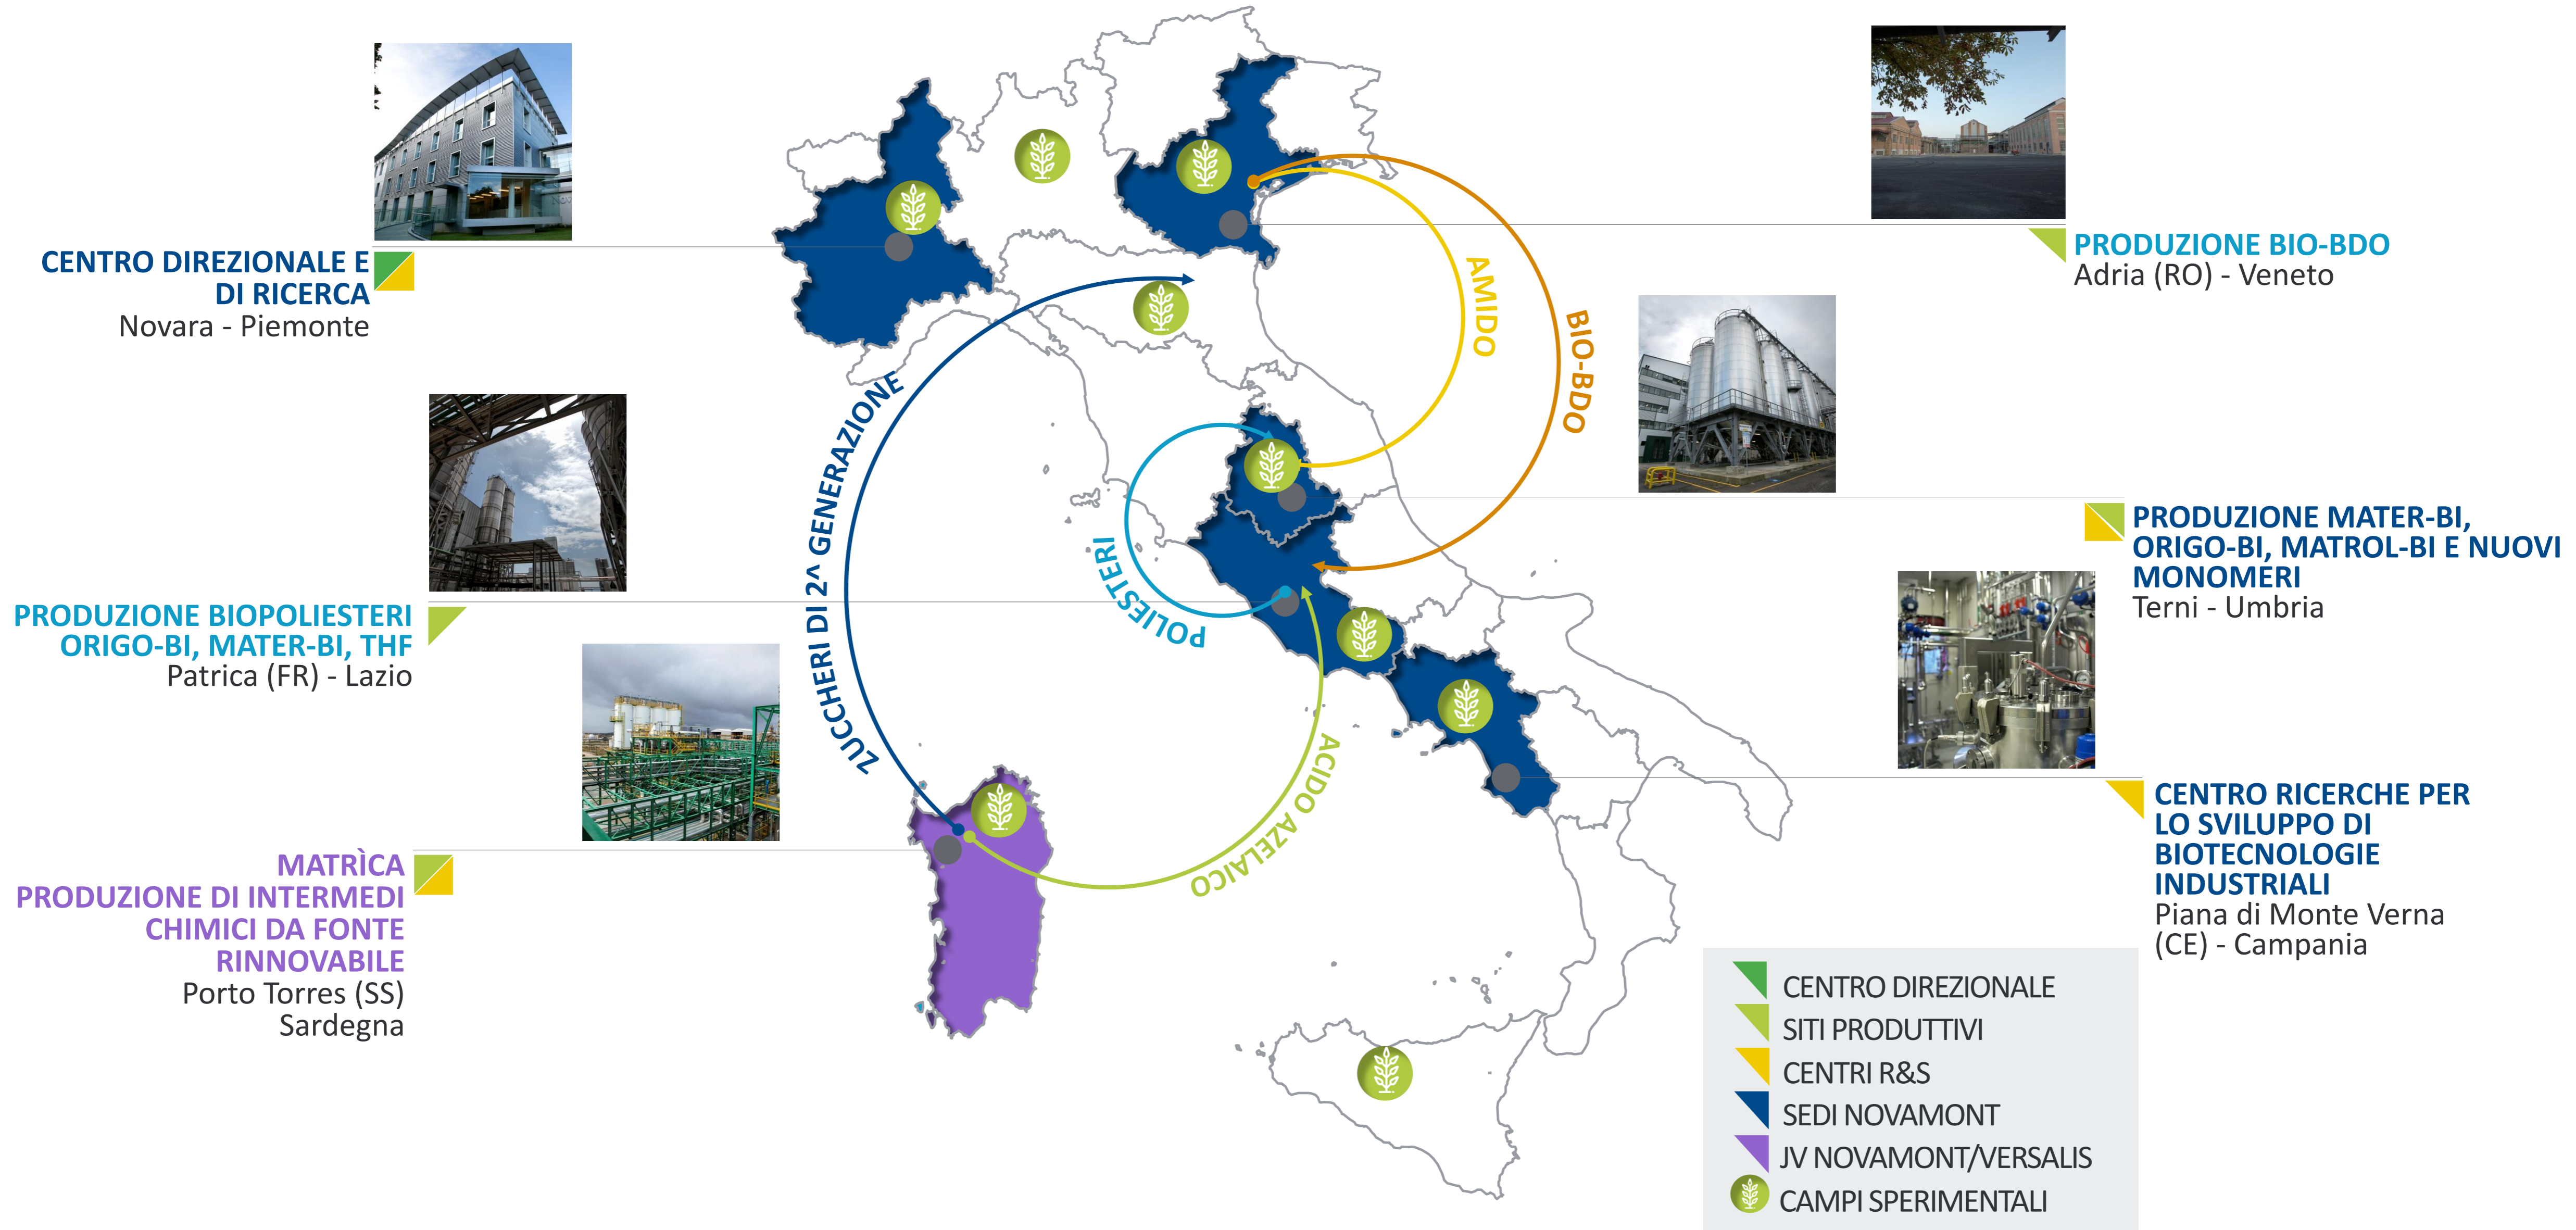 CENTRO DIREZIONALE E
DI RICERCA
Novara - Piemonte
PRODUZIONE BIOPOLIESTERI
ORIGO-BI, MATER-BI, THF
Patrica (FR) - Lazio
MATRÌCA
PRODUZIONE DI INTERMEDI
CHIMICI DA FONTE
RINNOVABILE
Porto Torres (SS)
Sardegna
ZUCCHERI DI 2^ GENERAZIONE
POLIESTERI
ACIDO AZELAICO
AMIDO
BIO-BDO
PRODUZIONE BIO-BDO
Adria (RO) - Veneto
PRODUZIONE MATER-BI,
ORIGO-BI, MATROL-BI E NUOVI
MONOMERI
Terni - Umbria
CENTRO RICERCHE PER
LO SVILUPPO DI
BIOTECNOLOGIE
INDUSTRIALI
Piana di Monte Verna
(CE) - Campania
CENTRO DIREZIONALE
SITI PRODUTTIVI
CENTRI R&S
SEDI NOVAMONT
JV NOVAMONT/VERSALIS
CAMPI SPERIMENTALI